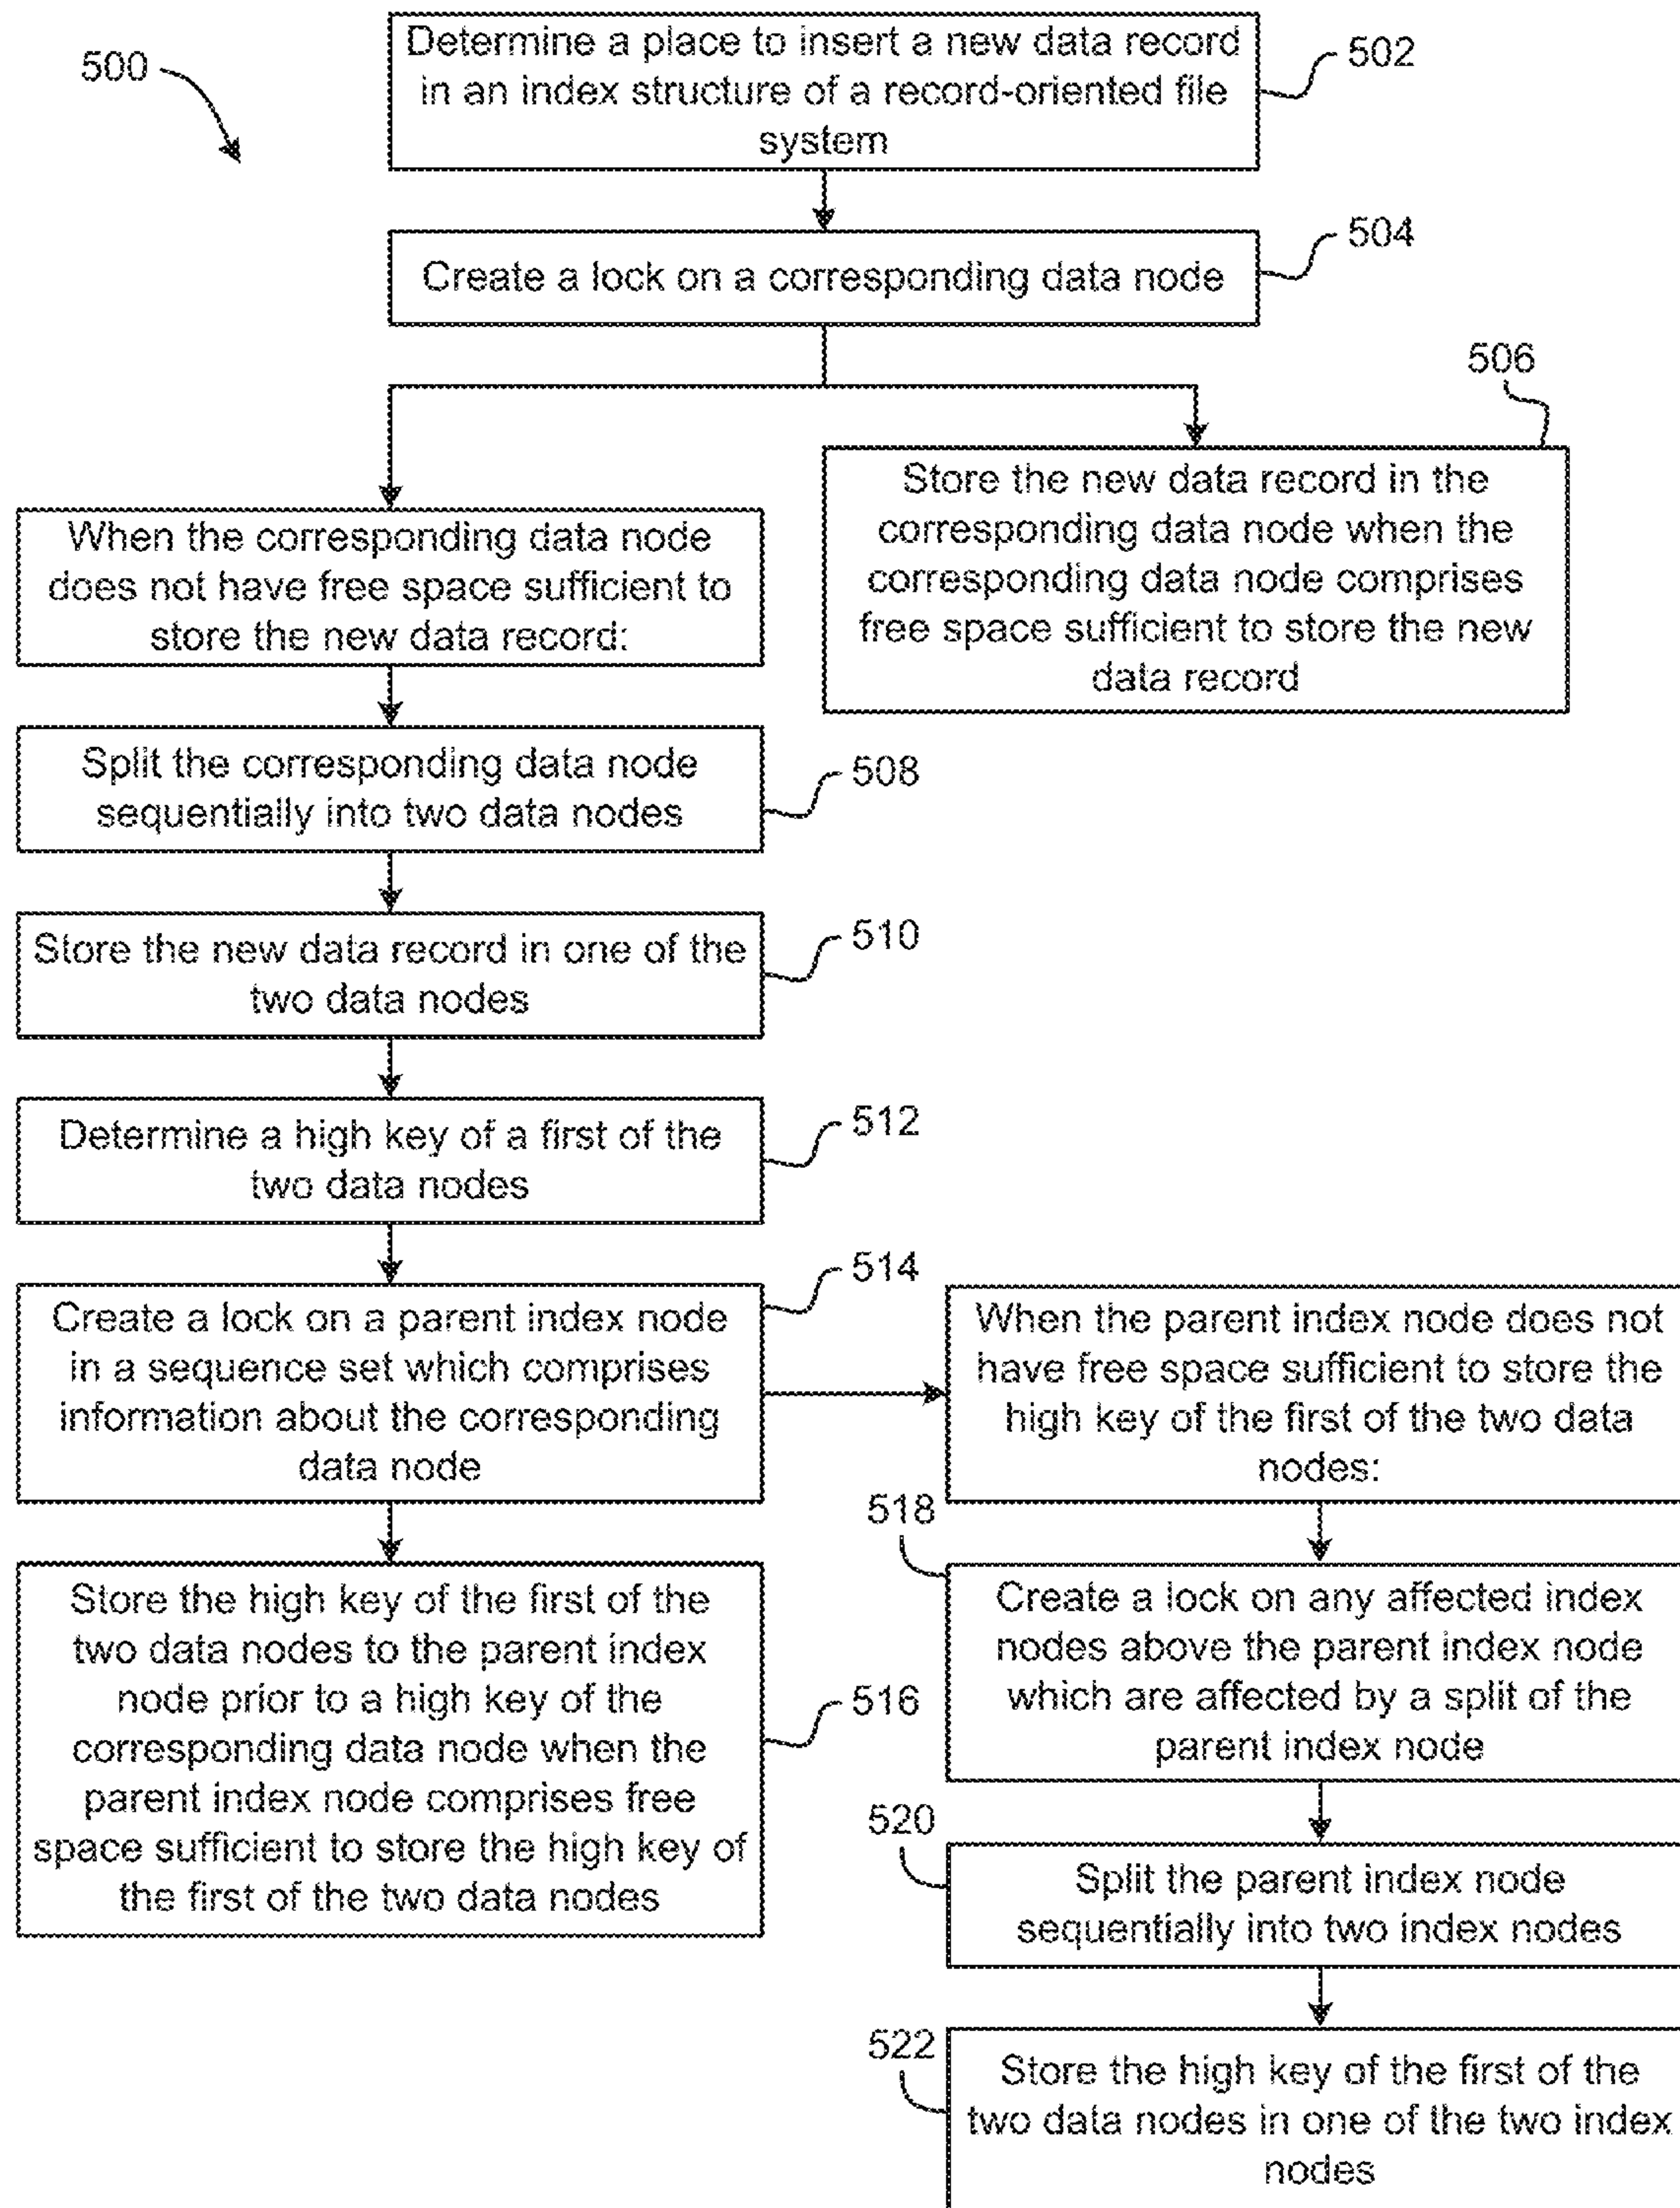 500
Determine a place to insert a new data record
in an index structure of a record-oriented file
system
502
Create a lock on a corresponding data node
504
506
Store the new data record in the
corresponding data node when the
corresponding data node comprises
free space sufficient to store the new
data record
When the corresponding data node
does not have free space sufficient to
store the new data record:
Split the corresponding data node
sequentially into two data nodes
508
Store the new data record in one of the
two data nodes
510
Determine a high key of a first of the
two data nodes
512
Create a lock on a parent index node
in a sequence set which comprises
information about the corresponding
data node
514
Store the high key of the first of the
two data nodes to the parent index
node prior to a high key of the
corresponding data node when the
parent index node comprises free
space sufficient to store the high key of
the first of the two data nodes
516
When the parent index node does not
have free space sufficient to store the
high key of the first of the two data
nodes:
518
Create a lock on any affected index
nodes above the parent index node
which are affected by a split of the
parent index node
520
Split the parent index node
sequentially into two index nodes
522
Store the high key of the first of the
two data nodes in one of the two index
nodes